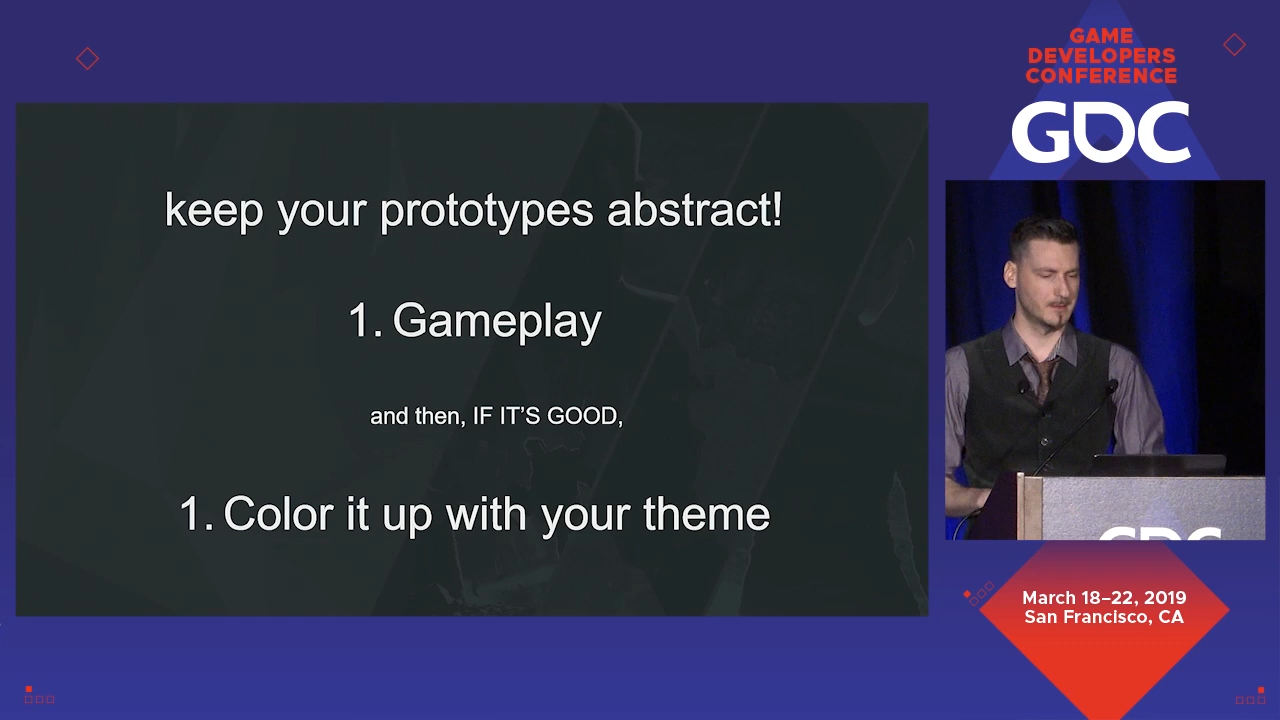 GAME
DEVELOPERS
CONFERENCE
GDC
keep your prototypes abstract!
1. Gameplay
and then, IF IT’S GOOD,
1. Color it up with your theme
GDC
March 18–22, 2019
San Francisco, CA